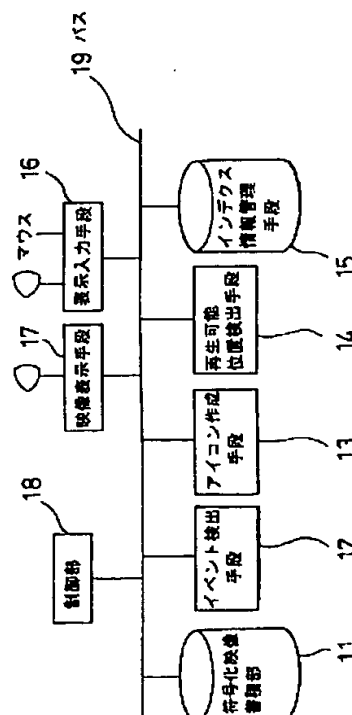 18
制御部
17
映像表示手段
16
マウス
表示入力手段
19 バス
符号化映像
蓄積部
11
イベント検出
手段
12
アイコン作成
手段
13
再生可能
位置検出手段
14
インデクス
情報管理
手段
15